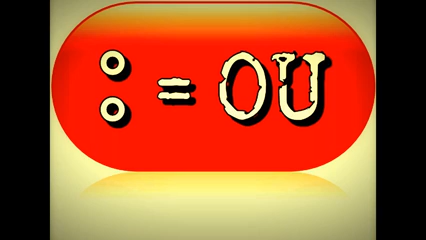 : = OU